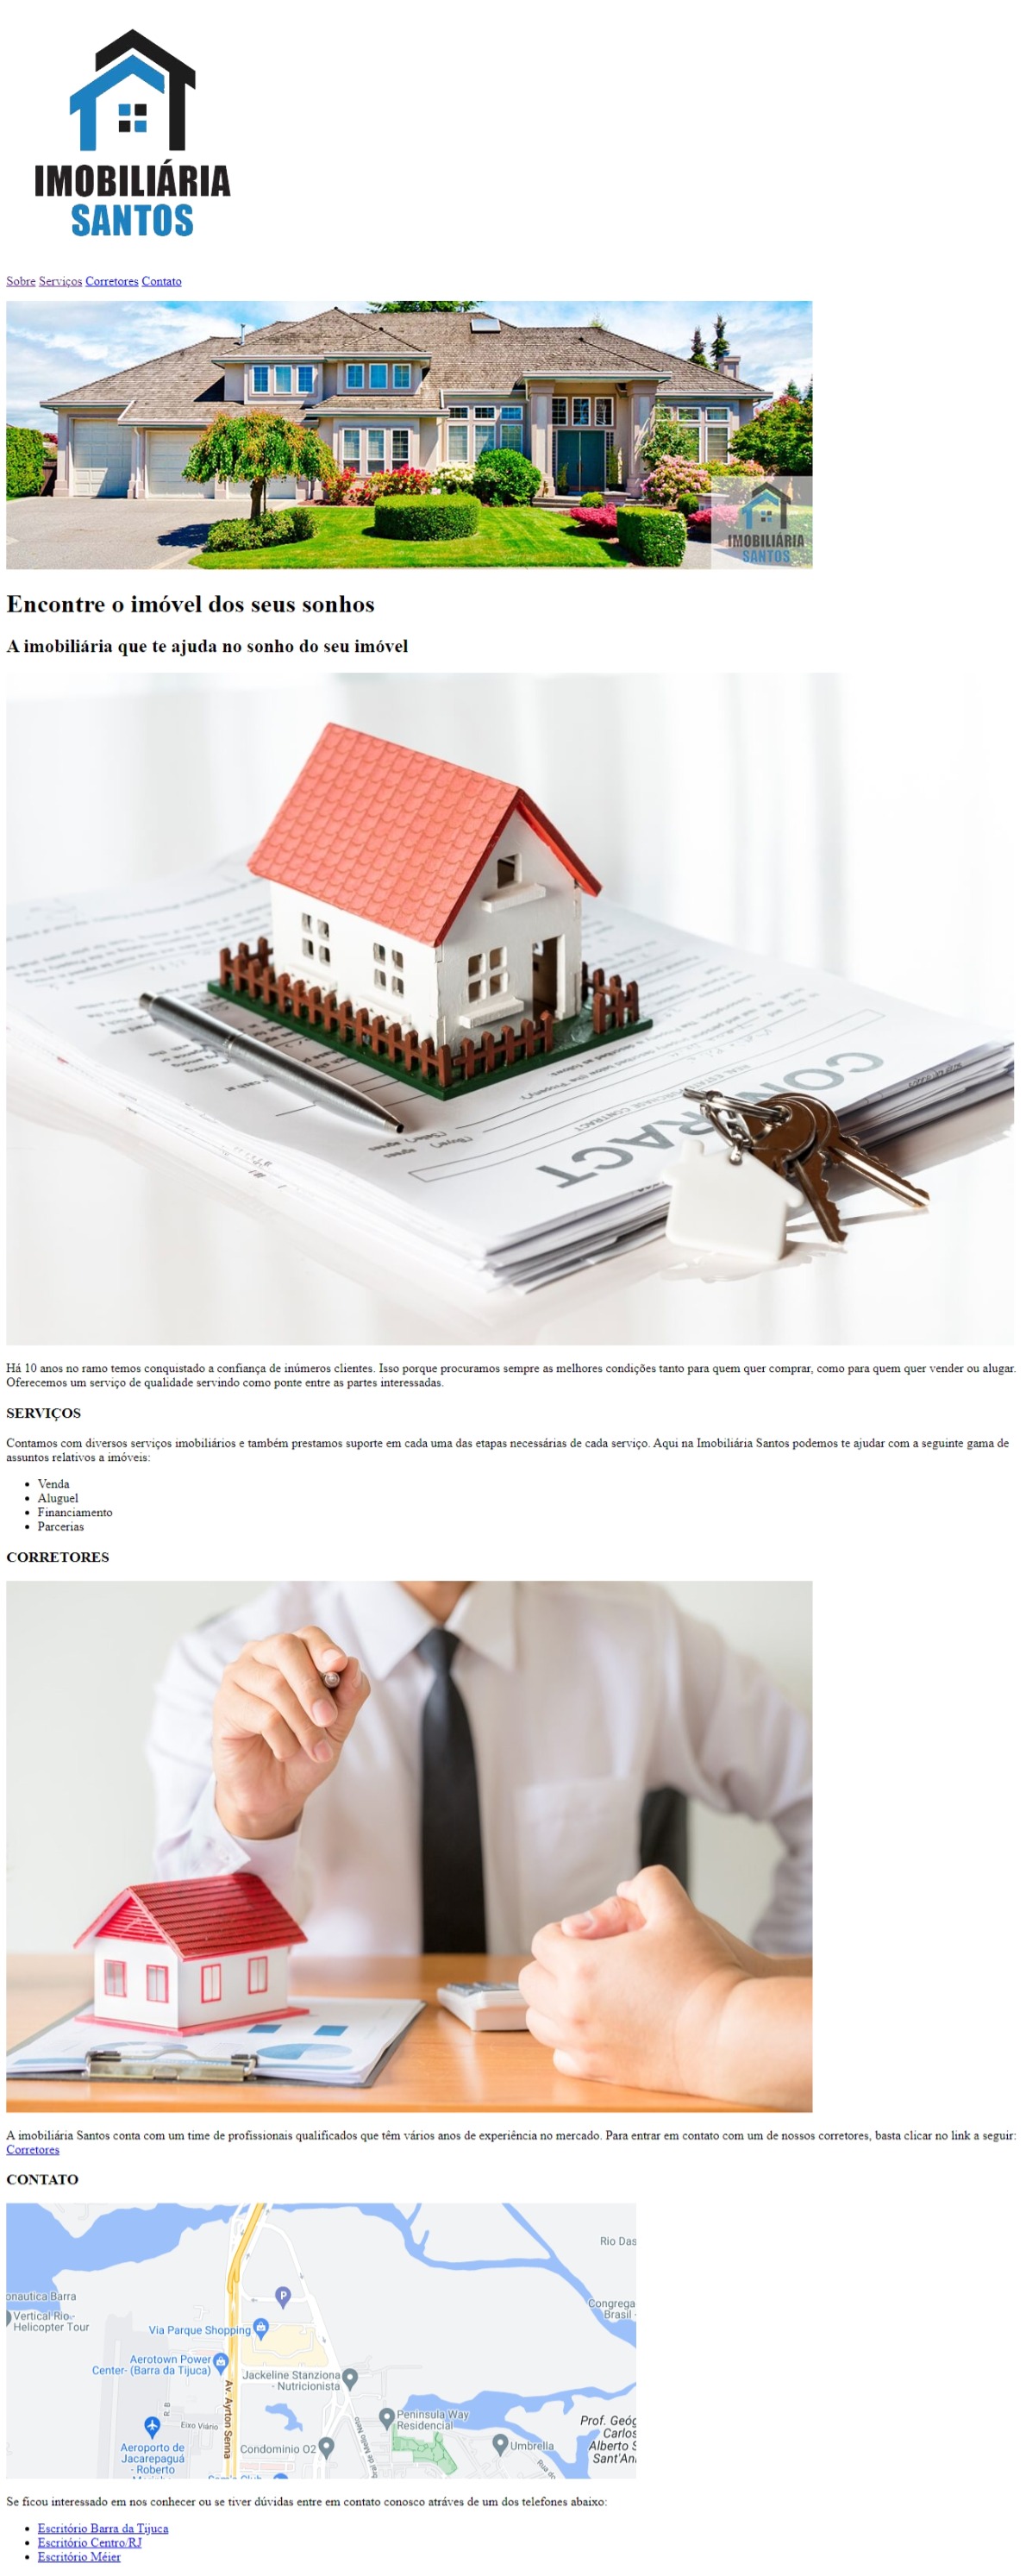 IMOBILIÁRIA
SANTOS
Sobre Serviços Corretores Contato
IMOBILIÁRIA
SANTOS
Encontre o imóvel dos seus sonhos
A imobiliária que te ajuda no sonho do seu imóvel
CONTRACT
Há 10 anos no ramo temos conquistado a confiança de inúmeros clientes. Isso porque procuramos sempre as melhores condições tanto para quem quer comprar, como para quem quer vender ou alugar.
Oferecemos um serviço de qualidade servindo como ponte entre as partes interessadas.
SERVIÇOS
Contamos com diversos serviços imobiliários e também prestamos suporte em cada uma das etapas necessárias de cada serviço. Aqui na Imobiliária Santos podemos te ajudar com a seguinte gama de
assuntos relativos a imóveis:
Venda
Aluguel
Financiamento
Parcerias
CORRETORES
A imobiliária Santos conta com um time de profissionais qualificados que têm vários anos de experiência no mercado. Para entrar em contato com um de nossos corretores, basta clicar no link a seguir:
Corretores
CONTATO
Rio Das
onautica Barra
Vertical Rio -
Helicopter Tour
P
Congrega
Brasil -
Via Parque Shopping
Aerotown Power
Center- (Barra da Tijuca)
Jackeline Stanziona
- Nutricionista
Av. Ayrton Senna
R. B
Eixo Viário
Peninsula Way
Residencial
Prof. Geóg
Carlos
Alberto S
Sant'An
Condominio O2
Umbrella
Aeroporto de
Jacarepaguá
- Roberto
Se ficou interessado em nos conhecer ou se tiver dúvidas entre em contato conosco atráves de um dos telefones abaixo:
Escritório Barra da Tijuca
Escritório Centro/RJ
Escritório Méier